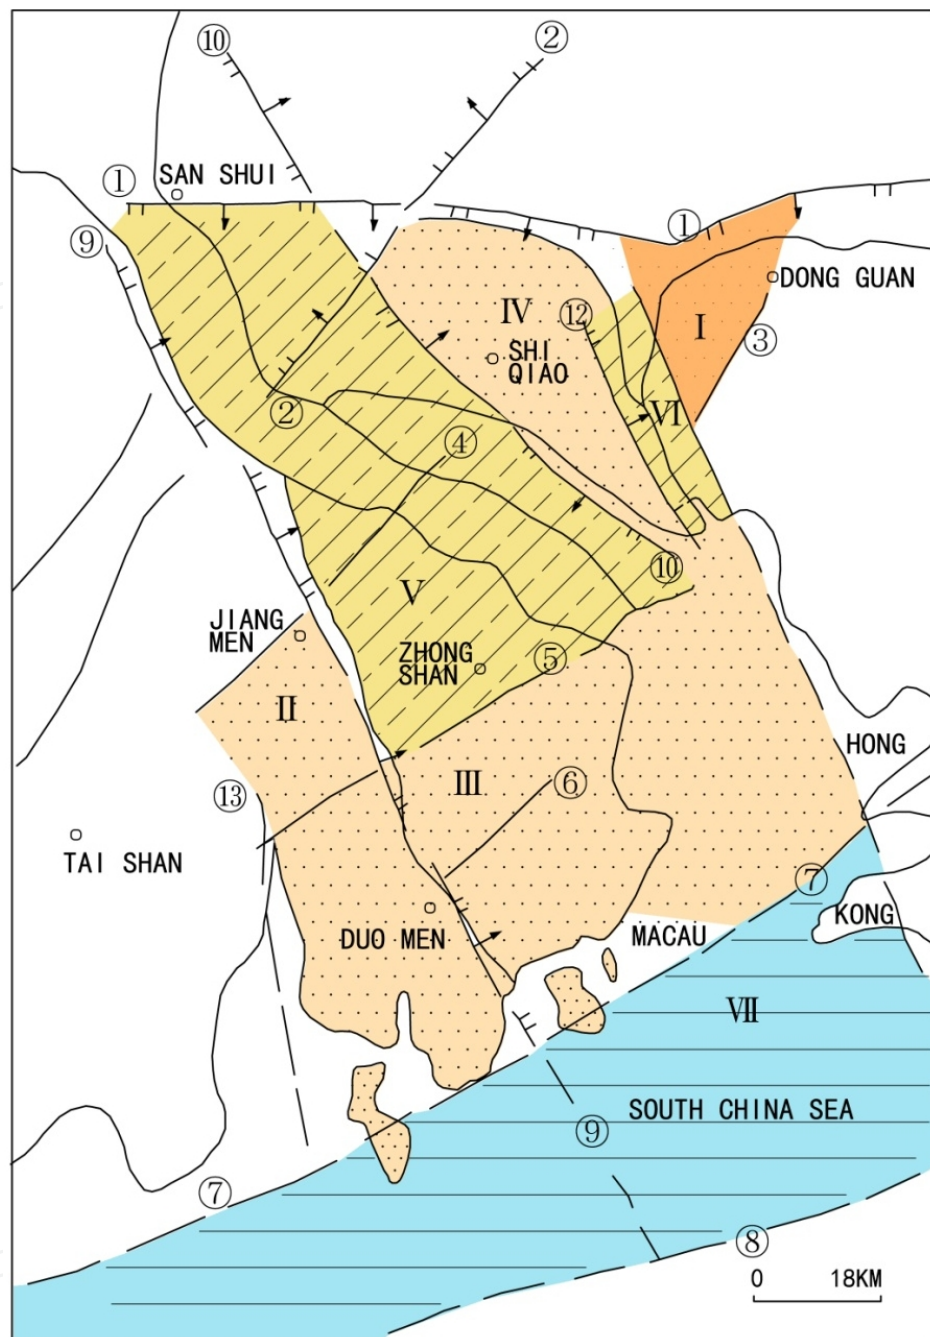 ⑩
②
①
SAN SHUI
①
⑨
DONG GUAN
Ⅳ
⑫
Ⅰ
③
SHI
QIAO
②
④
Ⅵ
⑩
Ⅴ
JIANG
MEN
ZHONG
SHAN
⑤
Ⅱ
HONG
Ⅲ
⑥
⑬
TAI SHAN
⑦
DUO MEN
MACAU
KONG
Ⅶ
SOUTH CHINA SEA
⑨
⑦
⑧
0 18KM